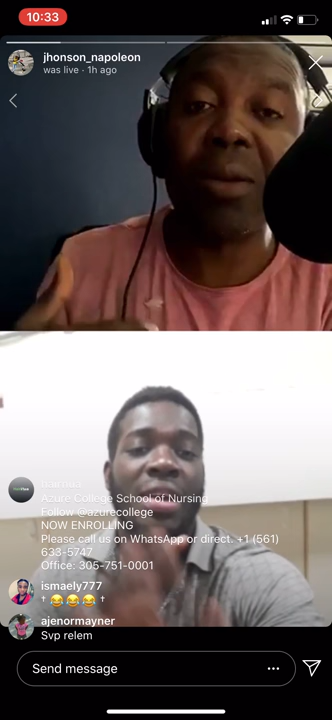 10:33
jhonson_napoleon
was live · 1h ago
Azure College School of Nursing
Follow @azurecollege
NOW ENROLLING
Please call us on WhatsApp or direct. +1 (561)
633-5747
Office: 305-751-0001
ismaely777
† 😂😂😂 †
ajenormayner
Svp relem
Send message